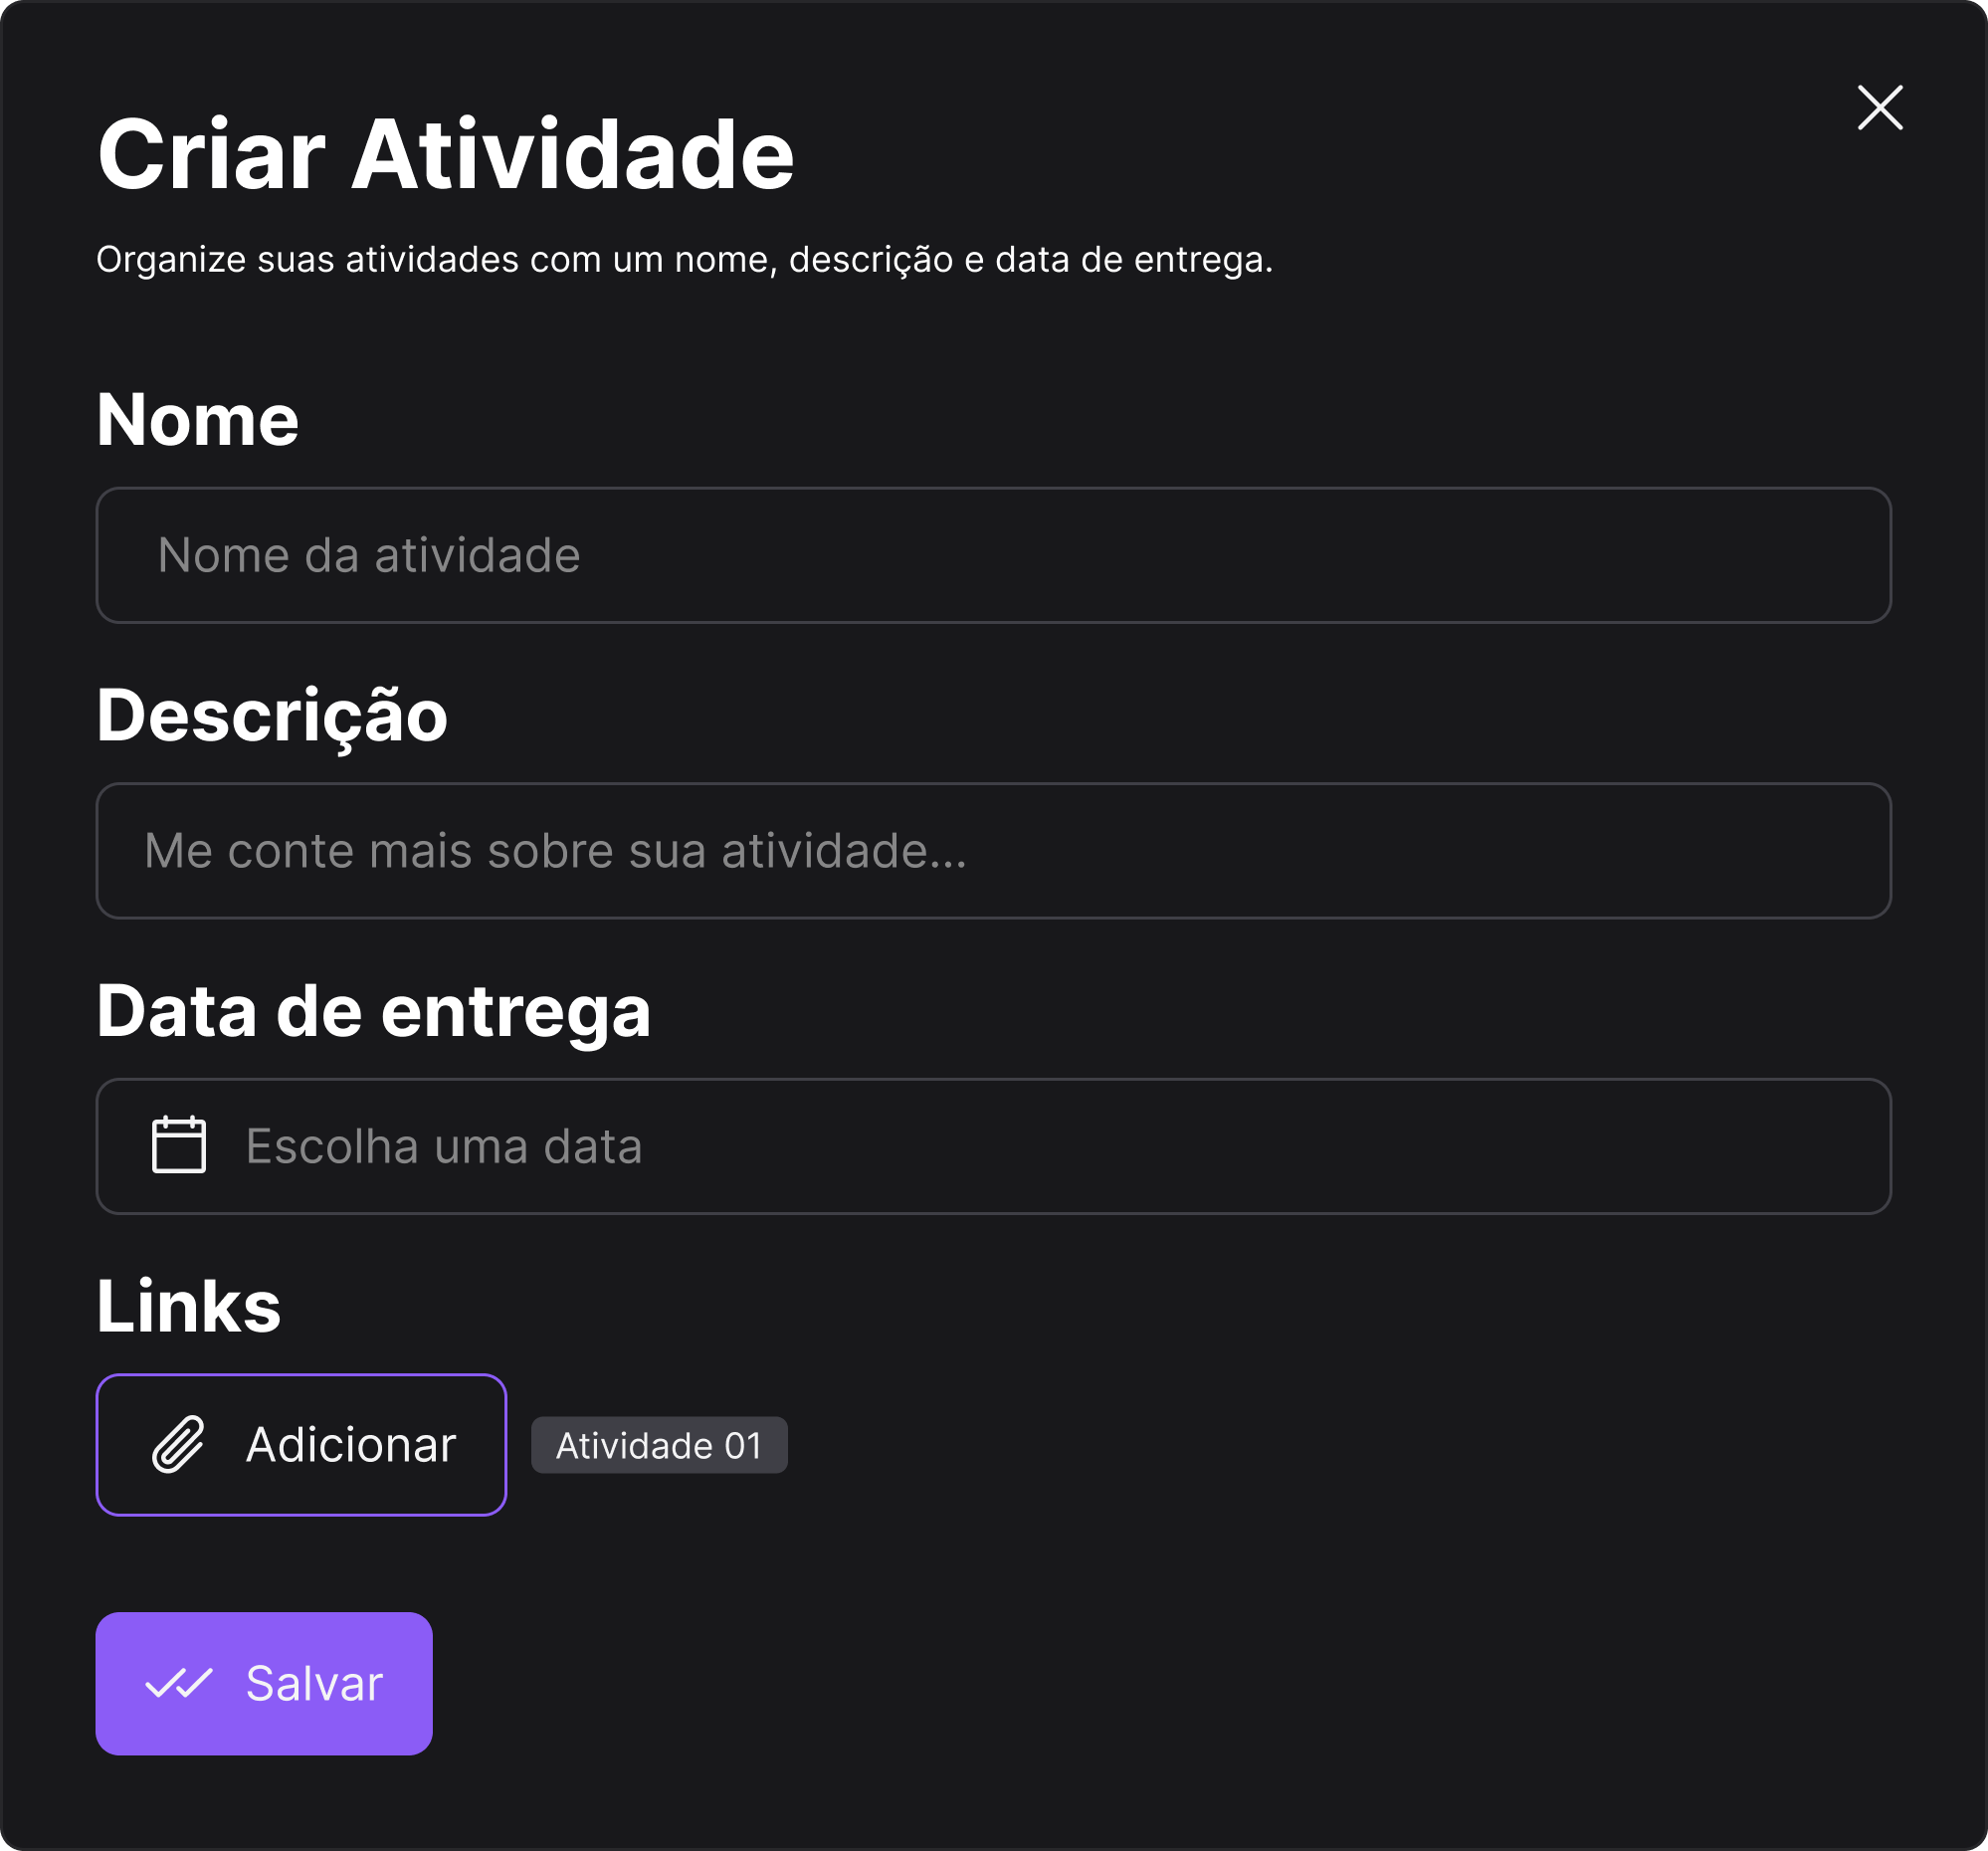 Criar Atividade
Organize suas atividades com um nome, descrição e data de entrega.
Nome
Nome da atividade
Descrição
Me conte mais sobre sua atividade...
Data de entrega
Escolha uma data
Links
Adicionar
Atividade 01
Salvar